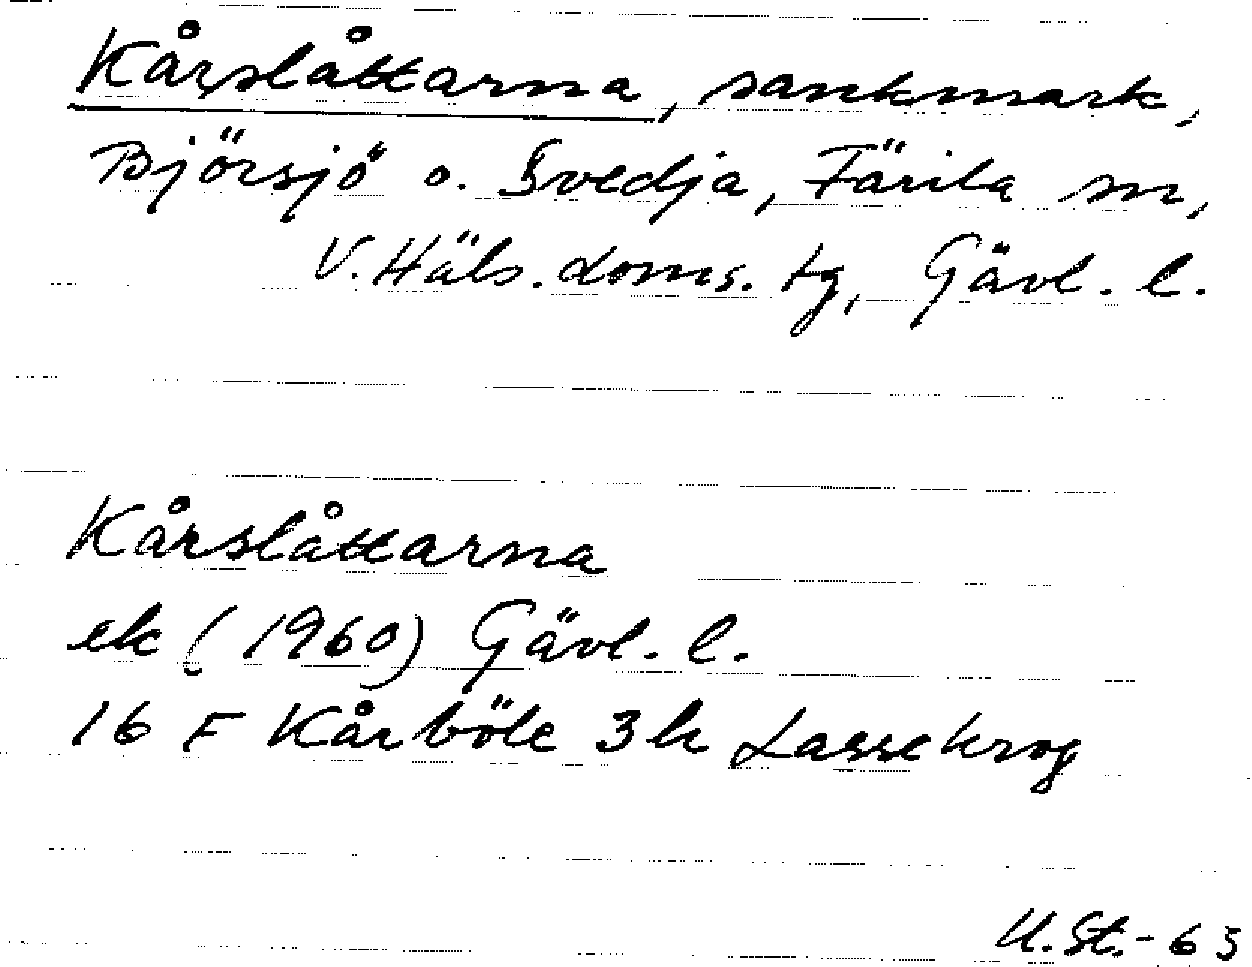 Kårslåttarna, sankmark,
Björsjö o. Svedja, Färila sn,
V. Häls. doms. tg, Gävl. l.
Kårslåttarna
ek (1960) Gävl. l.
16 F Kårböle 3h Lassekrog
U. St. - 63